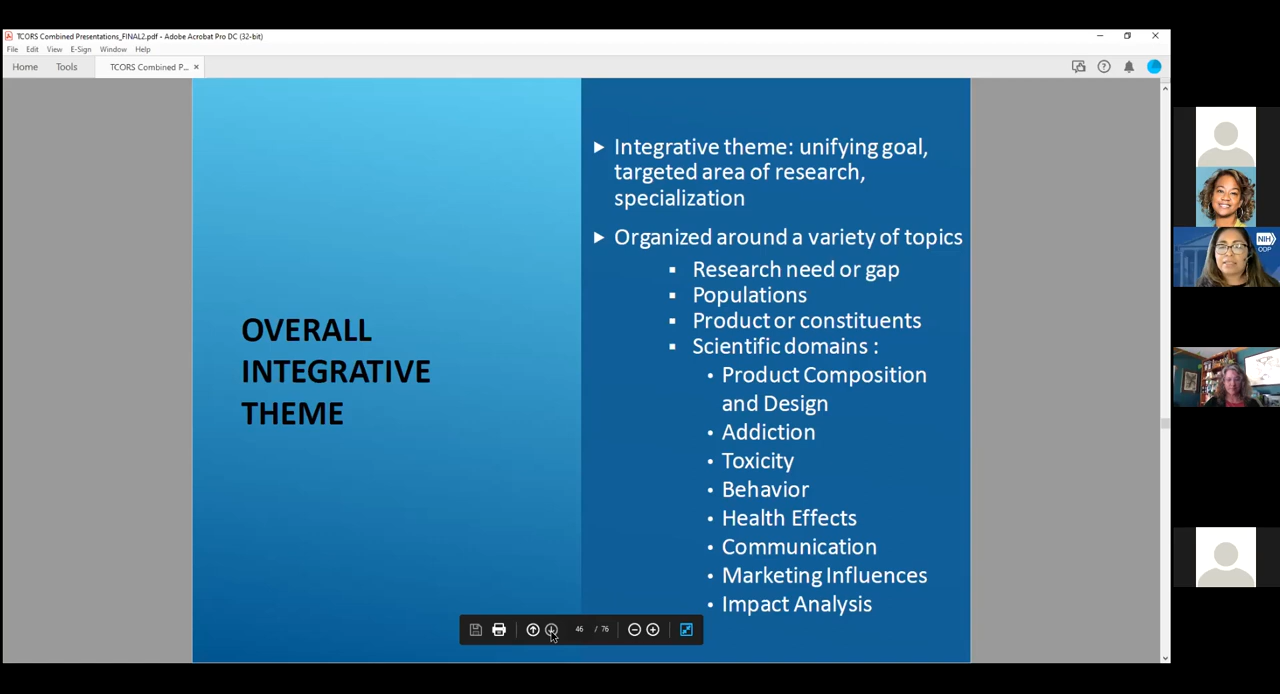 TCORS Combined Presentations_FINAL2.pdf - Adobe Acrobat Pro DC (32-bit)
File Edit View E-Sign Window Help
Home Tools TCORS Combined P... ×
OVERALL
INTEGRATIVE
THEME
Integrative theme: unifying goal,
targeted area of research,
specialization
Organized around a variety of topics
Research need or gap
Populations
Product or constituents
Scientific domains :
Product Composition
and Design
Addiction
Toxicity
Behavior
Health Effects
Communication
Marketing Influences
Impact Analysis
46 / 76
NIH
ODP